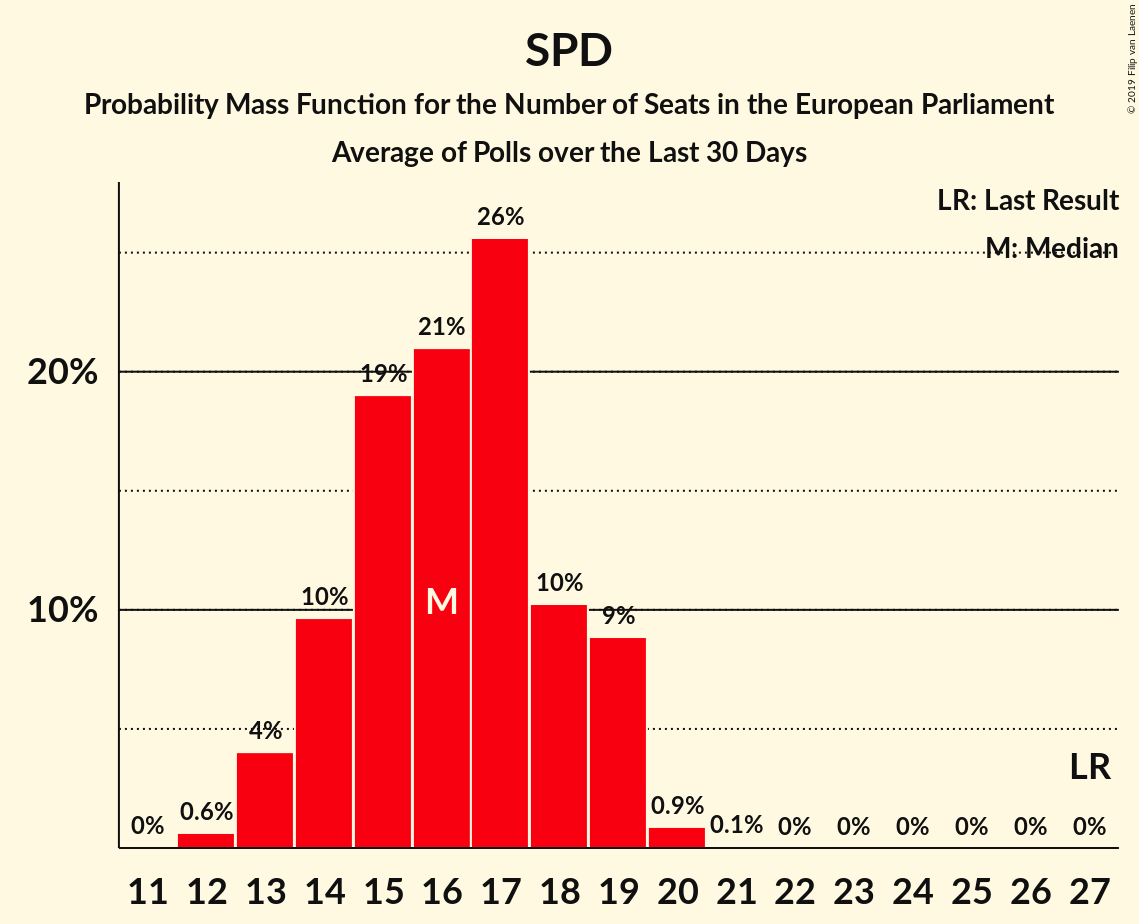 SPD
Probability Mass Function for the Number of Seats in the European Parliament
Average of Polls over the Last 30 Days
© 2019 Filip van Laenen
LR: Last Result
M: Median
26%
21%
20%
19%
10%
10%
M
10%
9%
4%
LR
0%
0.6%
0.9%
0.1%
0%
0%
0%
0%
0%
0%
11 12 13 14 15 16 17 18 19 20 21 22 23 24 25 26 27